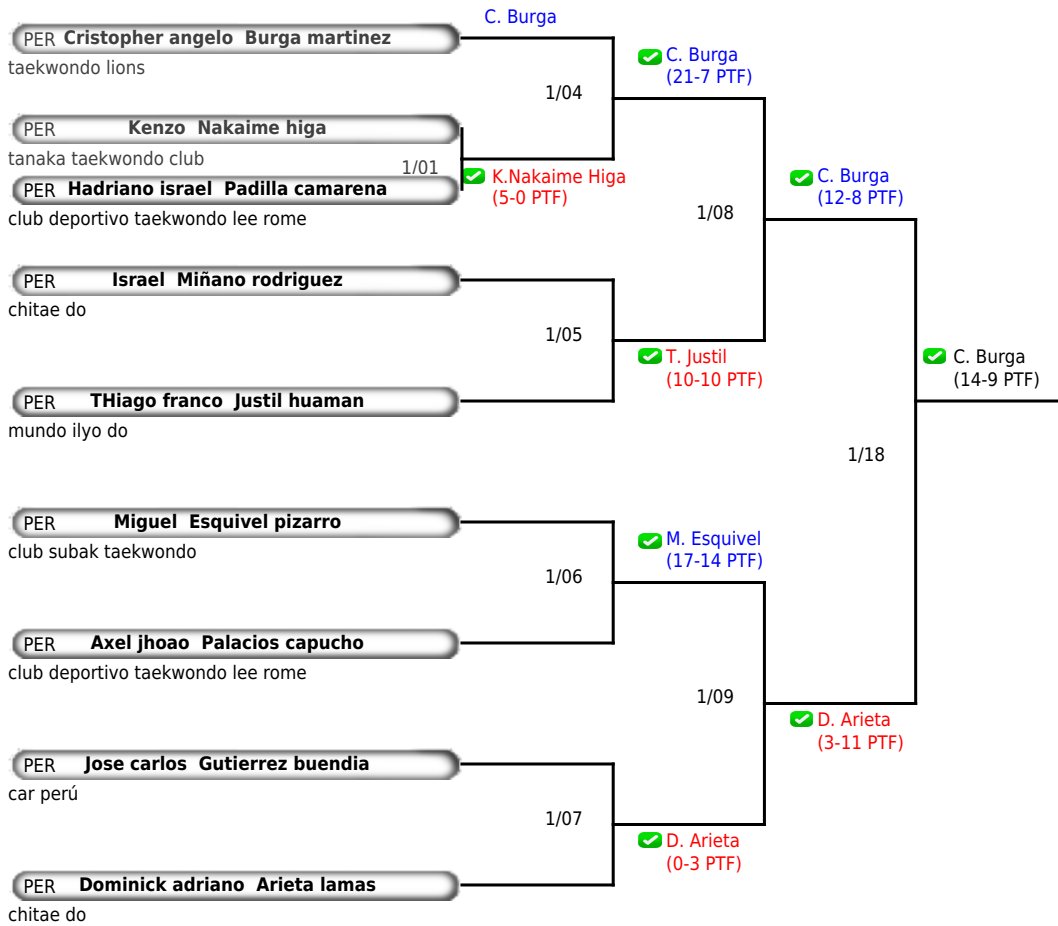 C. Burga
PER Cristopher angelo Burga martinez
taekwondo lions
C. Burga
(21-7 PTF)
1/04
PER Kenzo Nakaime higa
tanaka taekwondo club
1/01
K.Nakaime Higa
(5-0 PTF)
PER Hadriano israel Padilla camarena
club deportivo taekwondo lee rome
C. Burga
(12-8 PTF)
1/08
PER Israel Miñano rodriguez
chitae do
1/05
T. Justil
(10-10 PTF)
C. Burga
(14-9 PTF)
PER THiago franco Justil huaman
mundo ilyo do
1/18
PER Miguel Esquivel pizarro
club subak taekwondo
M. Esquivel
(17-14 PTF)
1/06
PER Axel jhoao Palacios capucho
club deportivo taekwondo lee rome
1/09
D. Arieta
(3-11 PTF)
PER Jose carlos Gutierrez buendia
car perú
1/07
D. Arieta
(0-3 PTF)
PER Dominick adriano Arieta lamas
chitae do